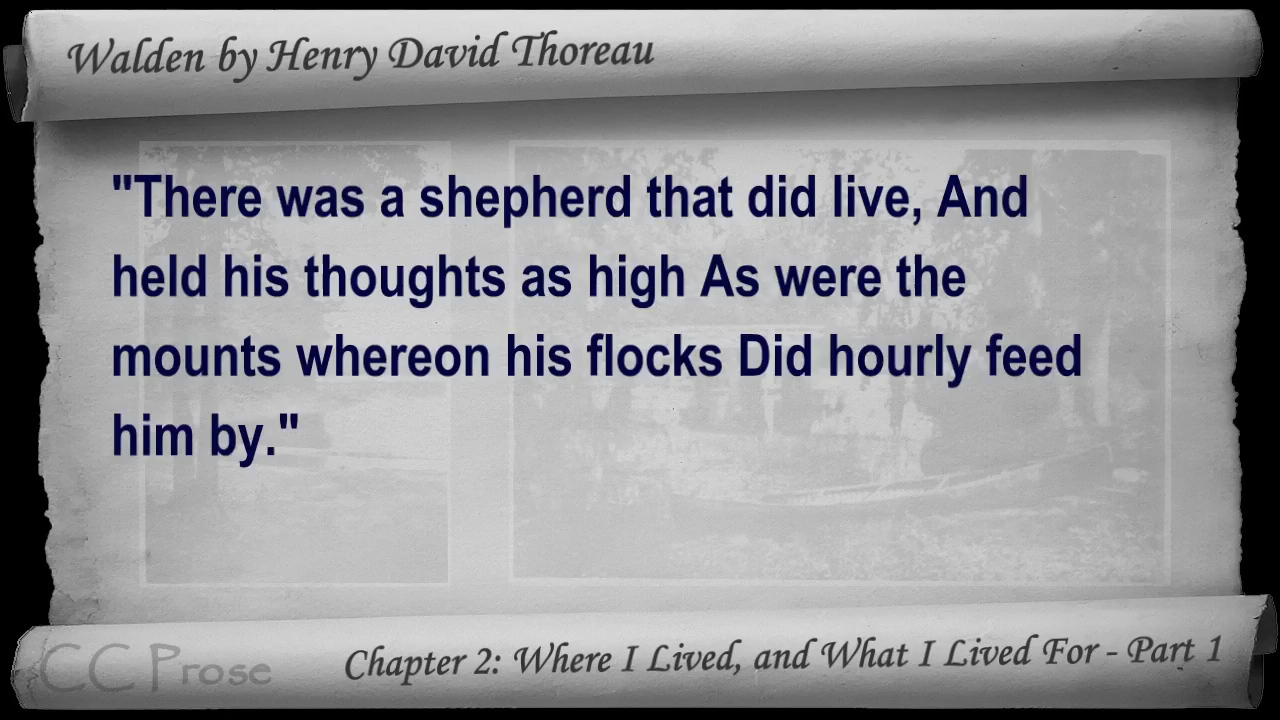 Walden by Henry David Thoreau
"There was a shepherd that did live, And
held his thoughts as high As were the
mounts whereon his flocks Did hourly feed
him by."
CC Prose
Chapter 2: Where I Lived, and What I Lived For - Part 1